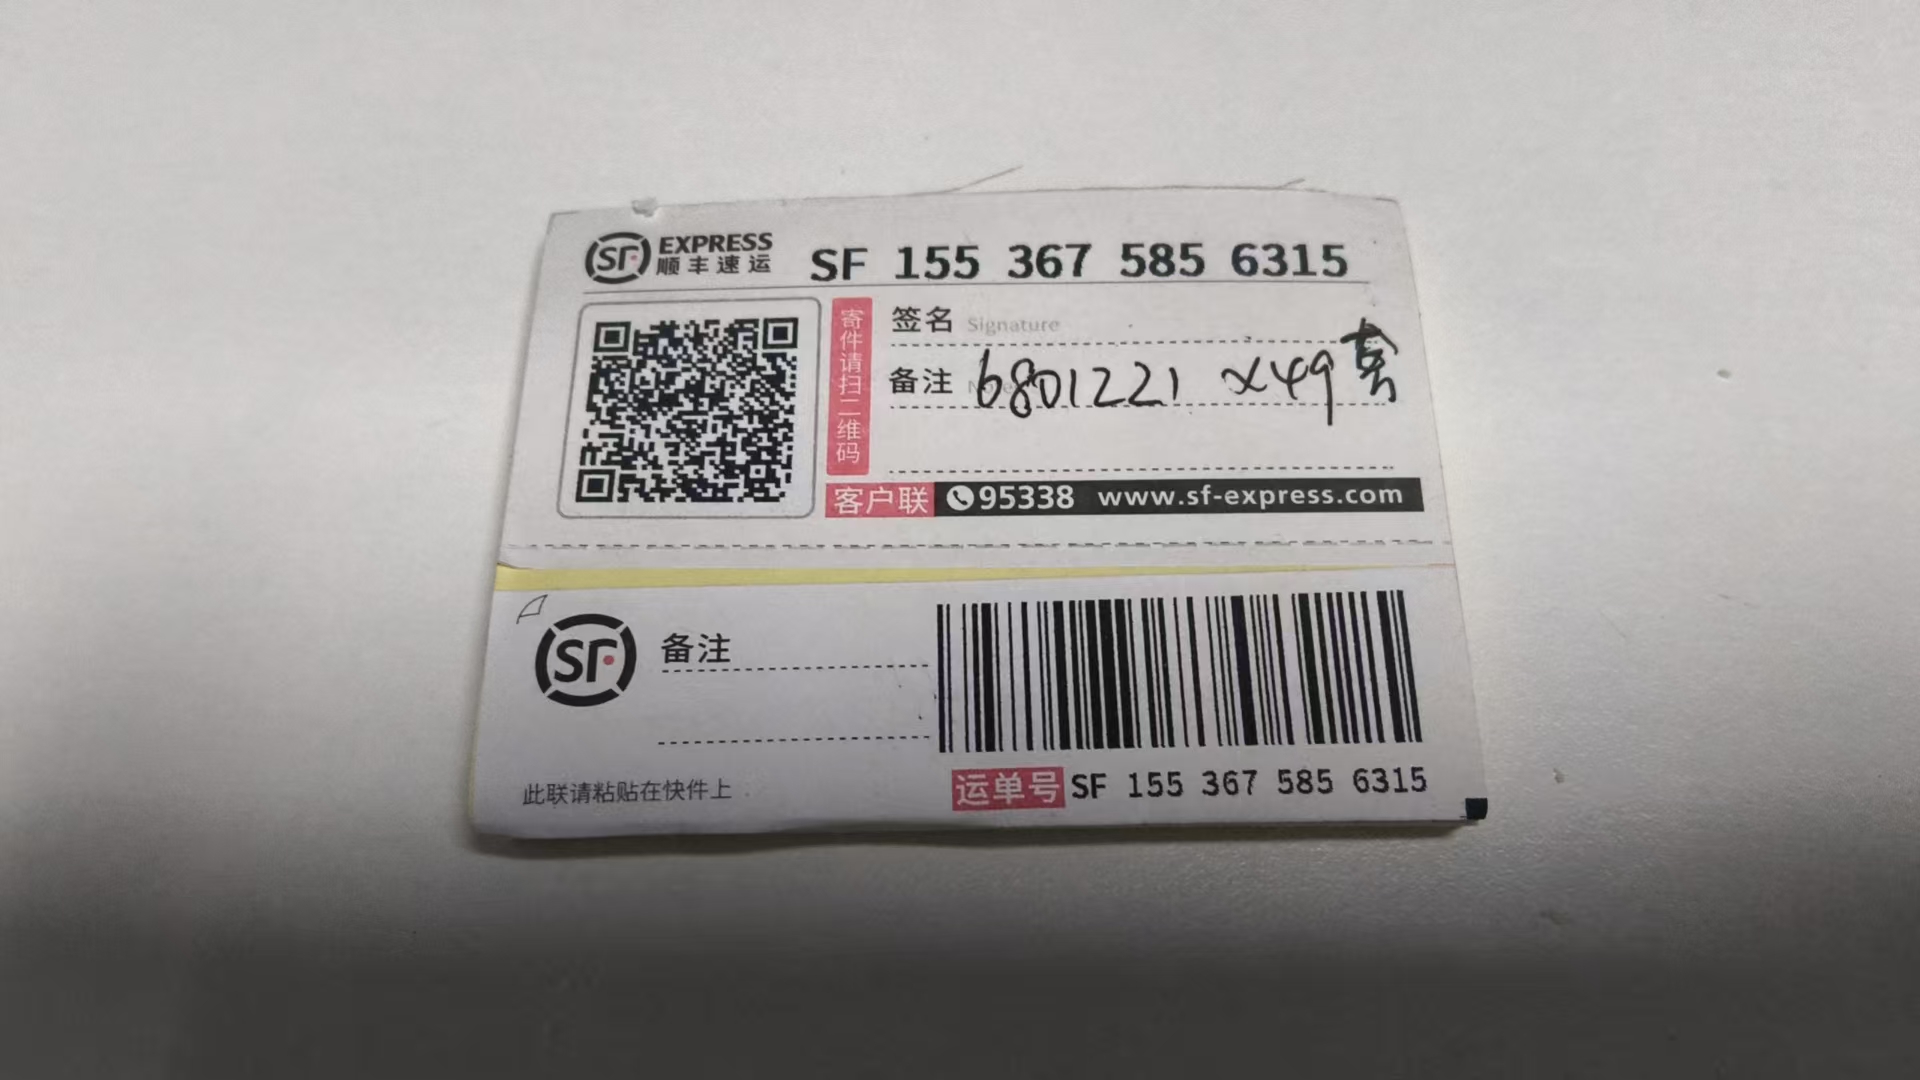 SF EXPRESS
顺丰速运
SF 155 367 585 6315
寄件请扫二维码
签名 Signature
备注 6801221 x49套
客户联 95338 www.sf-express.com
SF 备注
此联请粘贴在快件上
运单号 SF 155 367 585 6315